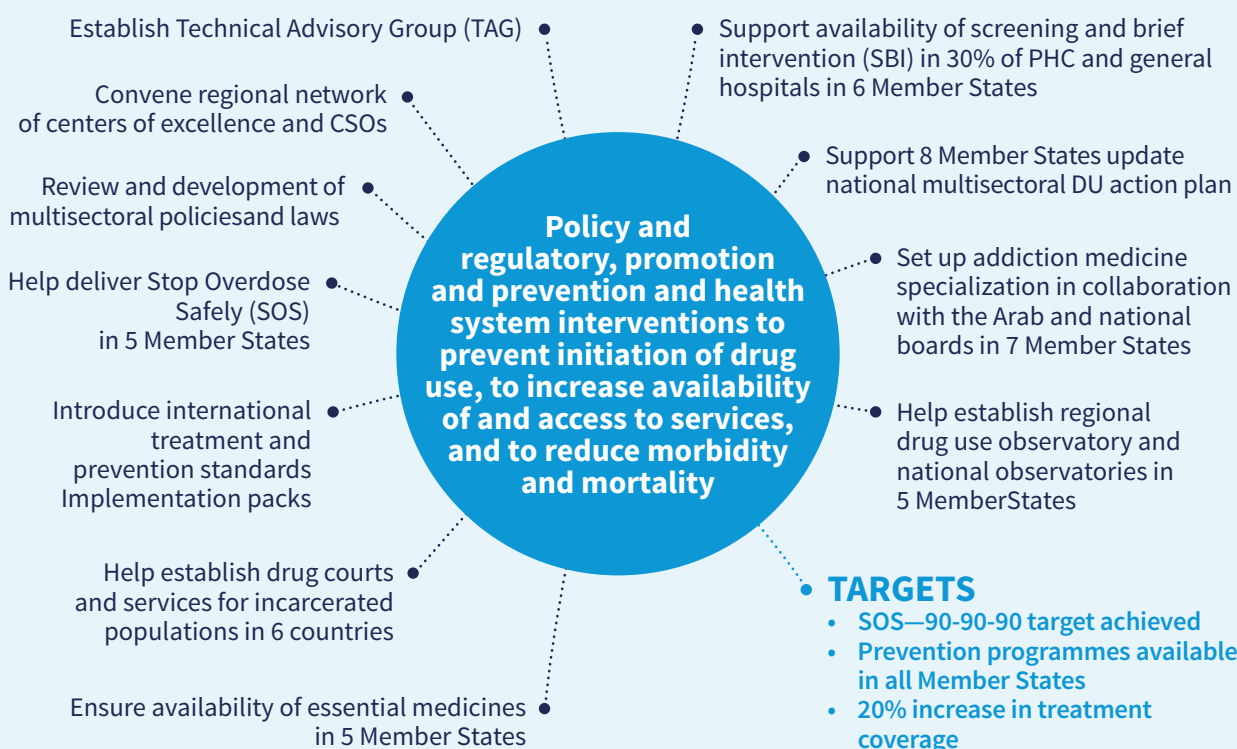 Establish Technical Advisory Group (TAG)
Convene regional network
of centers of excellence and CSOs
Review and development of
multisectoral policiesand laws
Help deliver Stop Overdose
Safely (SOS)
in 5 Member States
Introduce international
treatment and
prevention standards
Implementation packs
Help establish drug courts
and services for incarcerated
populations in 6 countries
Ensure availability of essential medicines
in 5 Member States
Policy and
regulatory, promotion
and prevention and health
system interventions to
prevent initiation of drug
use, to increase availability
of and access to services,
and to reduce morbidity
and mortality
Support availability of screening and brief
intervention (SBI) in 30% of PHC and general
hospitals in 6 Member States
Support 8 Member States update
national multisectoral DU action plan
Set up addiction medicine
specialization in collaboration
with the Arab and national
boards in 7 Member States
Help establish regional
drug use observatory and
national observatories in
5 MemberStates
TARGETS
• SOS—90-90-90 target achieved
• Prevention programmes available
in all Member States
• 20% increase in treatment
coverage